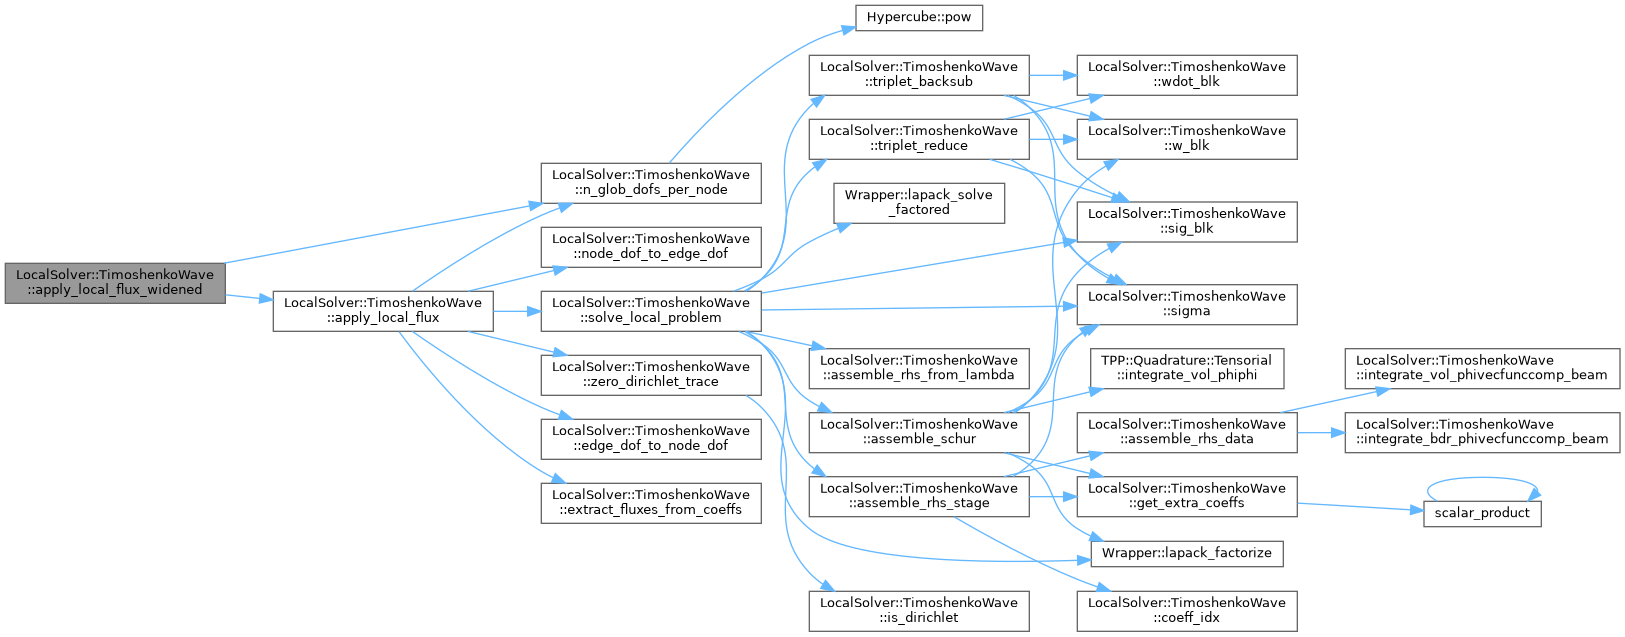 LocalSolver::TimoshenkoWave
::apply_local_flux_widened
LocalSolver::TimoshenkoWave
::apply_local_flux
LocalSolver::TimoshenkoWave
::n_glob_dofs_per_node
LocalSolver::TimoshenkoWave
::node_dof_to_edge_dof
LocalSolver::TimoshenkoWave
::solve_local_problem
LocalSolver::TimoshenkoWave
::zero_dirichlet_trace
LocalSolver::TimoshenkoWave
::edge_dof_to_node_dof
LocalSolver::TimoshenkoWave
::extract_fluxes_from_coeffs
Hypercube::pow
LocalSolver::TimoshenkoWave
::triplet_backsub
LocalSolver::TimoshenkoWave
::triplet_reduce
Wrapper::lapack_solve
_factored
LocalSolver::TimoshenkoWave
::assemble_rhs_from_lambda
LocalSolver::TimoshenkoWave
::assemble_schur
LocalSolver::TimoshenkoWave
::assemble_rhs_stage
LocalSolver::TimoshenkoWave
::is_dirichlet
LocalSolver::TimoshenkoWave
::wdot_blk
LocalSolver::TimoshenkoWave
::w_blk
LocalSolver::TimoshenkoWave
::sig_blk
LocalSolver::TimoshenkoWave
::sigma
TPP::Quadrature::Tensorial
::integrate_vol_phiphi
LocalSolver::TimoshenkoWave
::assemble_rhs_data
LocalSolver::TimoshenkoWave
::get_extra_coeffs
Wrapper::lapack_factorize
LocalSolver::TimoshenkoWave
::coeff_idx
LocalSolver::TimoshenkoWave
::integrate_vol_phivecfunccomp_beam
LocalSolver::TimoshenkoWave
::integrate_bdr_phivecfunccomp_beam
scalar_product